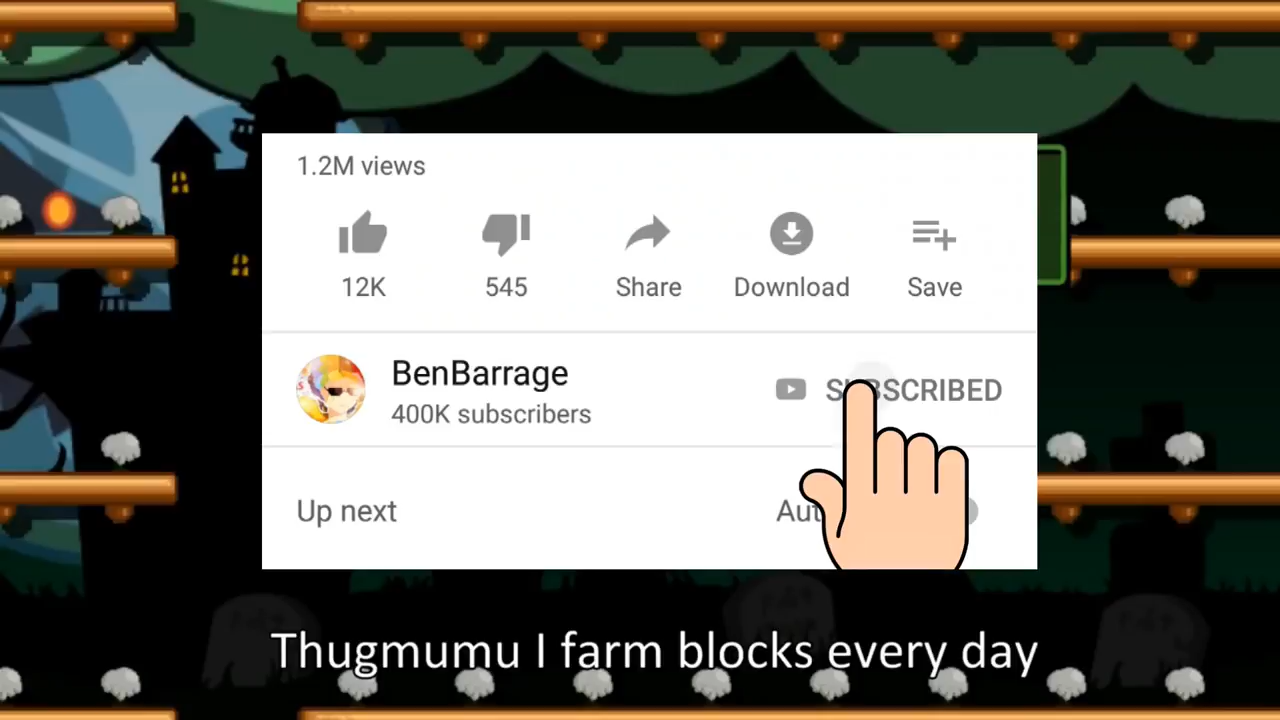 1.2M views
12K
545
Share
Download
Save
BenBarrage
400K subscribers
SUBSCRIBED
Up next
Thugmumu I farm blocks every day